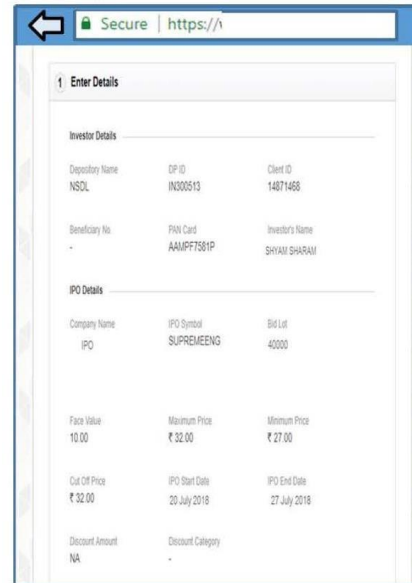 Secure | https://
1 Enter Details
Investor Details
Depository Name DP ID Client ID
NSDL IN300513 14871468
Beneficiary No PAN Card Investor's Name
- AAMPF7581P SHYAM SHARAM
IPO Details
Company Name IPO Symbol Bid Lot
IPO SUPREMEENG 40000
Face Value Maximum Price Minimum Price
10.00 ₹ 32.00 ₹ 27.00
Cut Off Price IPO Start Date IPO End Date
₹ 32.00 20 July 2018 27 July 2018
Discount Amount Discount Category
NA -